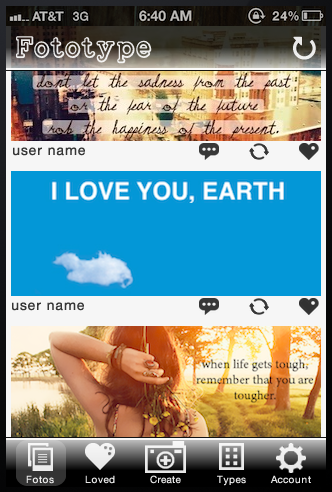 AT&T 3G 6:40 AM 24%
Fototype
don't let the sadness from the past
or the fear of the future
rob the happiness of the present.
user name
I LOVE YOU, EARTH
user name
when life gets tough,
remember that you are
tougher.
Fotos Loved Create Types Account